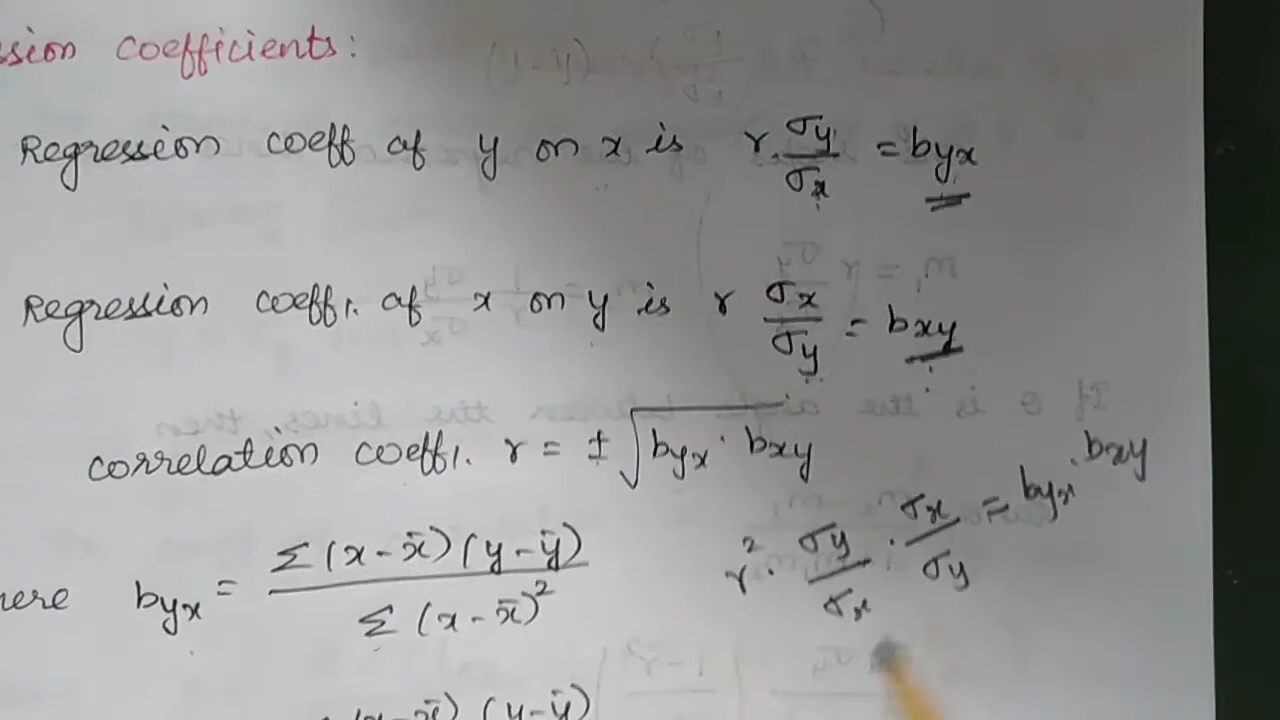 ssion coefficients:
Regression coeff of y on x is r. σy/σx = byx
Regression coeff. of x on y is r σx/σy = bxy
correlation coeff. r = ± √(byx · bxy)
r² · σy/σx · σx/σy = byx · bxy
here byx = Σ(x-x̄)(y-ȳ) / Σ(x-x̄)²
(x-x̄) (y-ȳ)